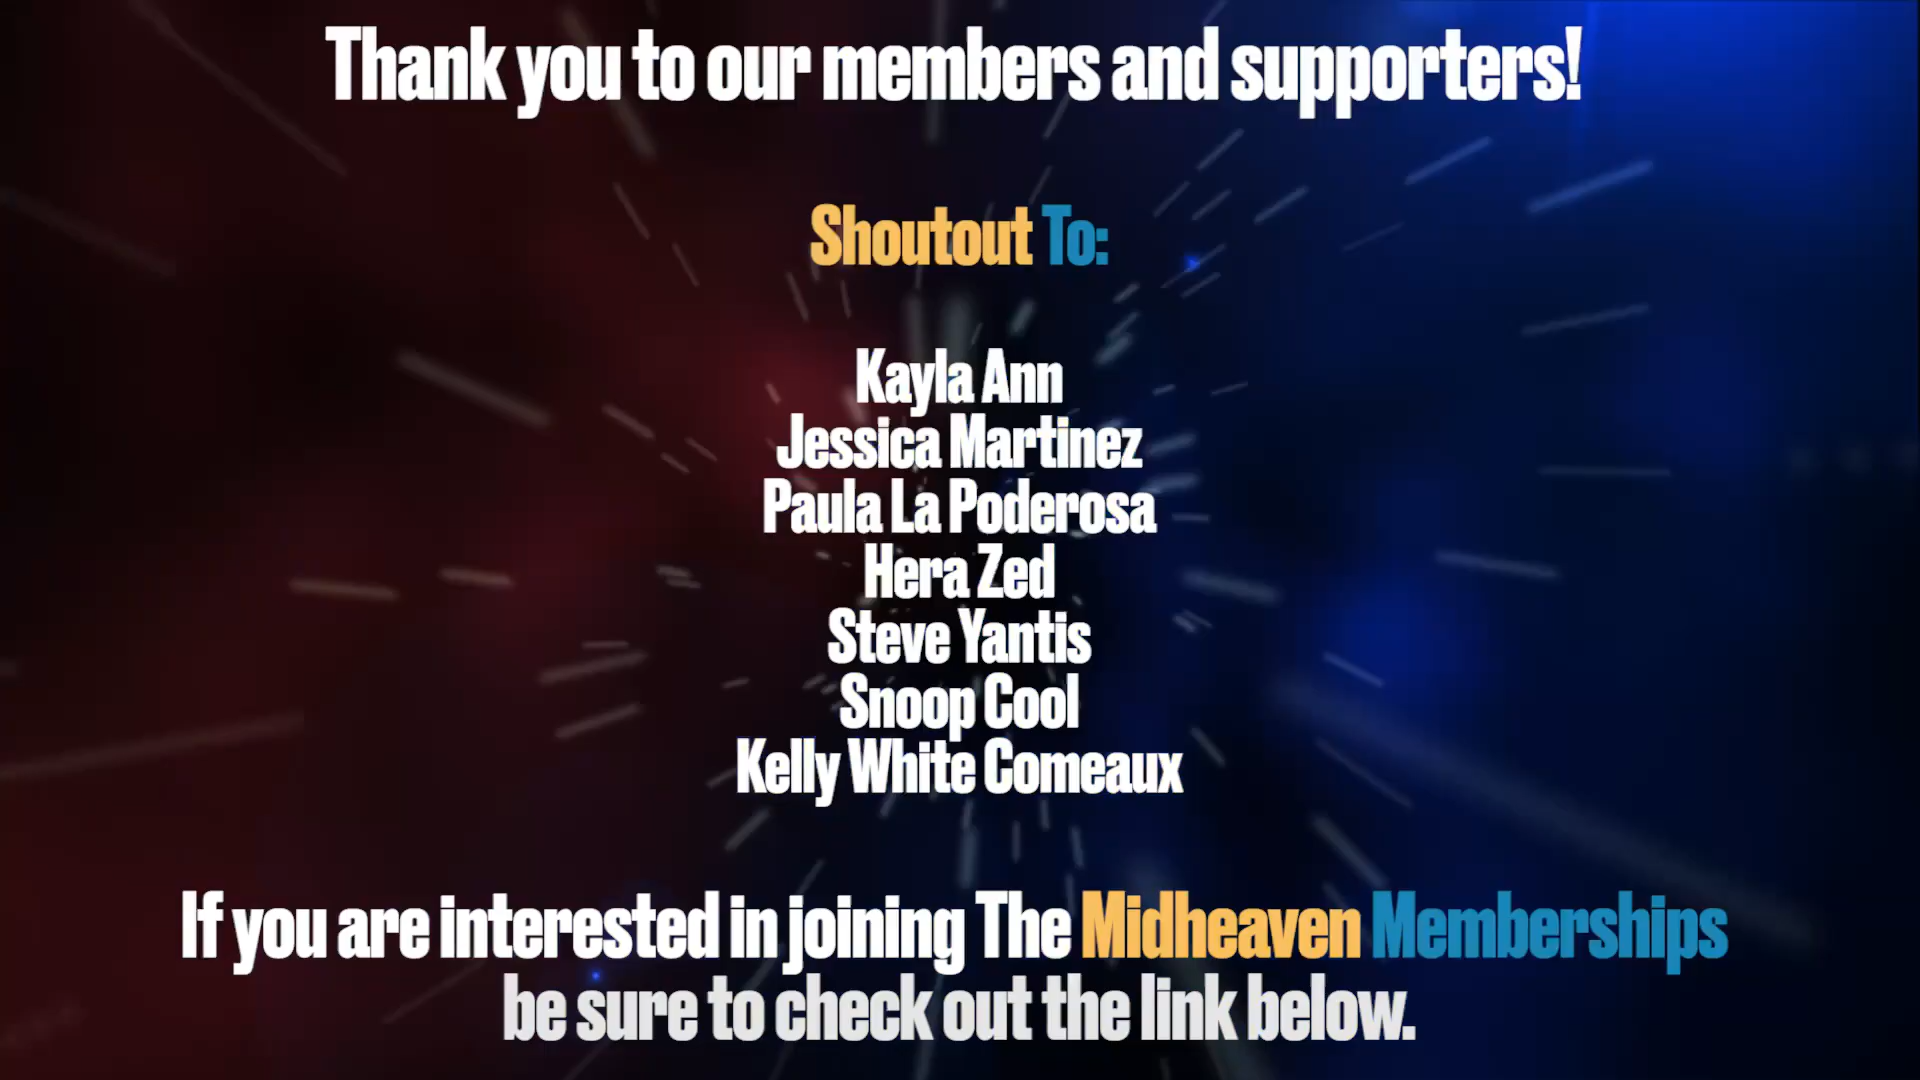 Thank you to our members and supporters!
Shoutout To:
Kayla Ann
Jessica Martinez
Paula La Poderosa
Hera Zed
Steve Yantis
Snoop Cool
Kelly White Comeaux
If you are interested in joining The Midheaven Memberships
be sure to check out the link below.